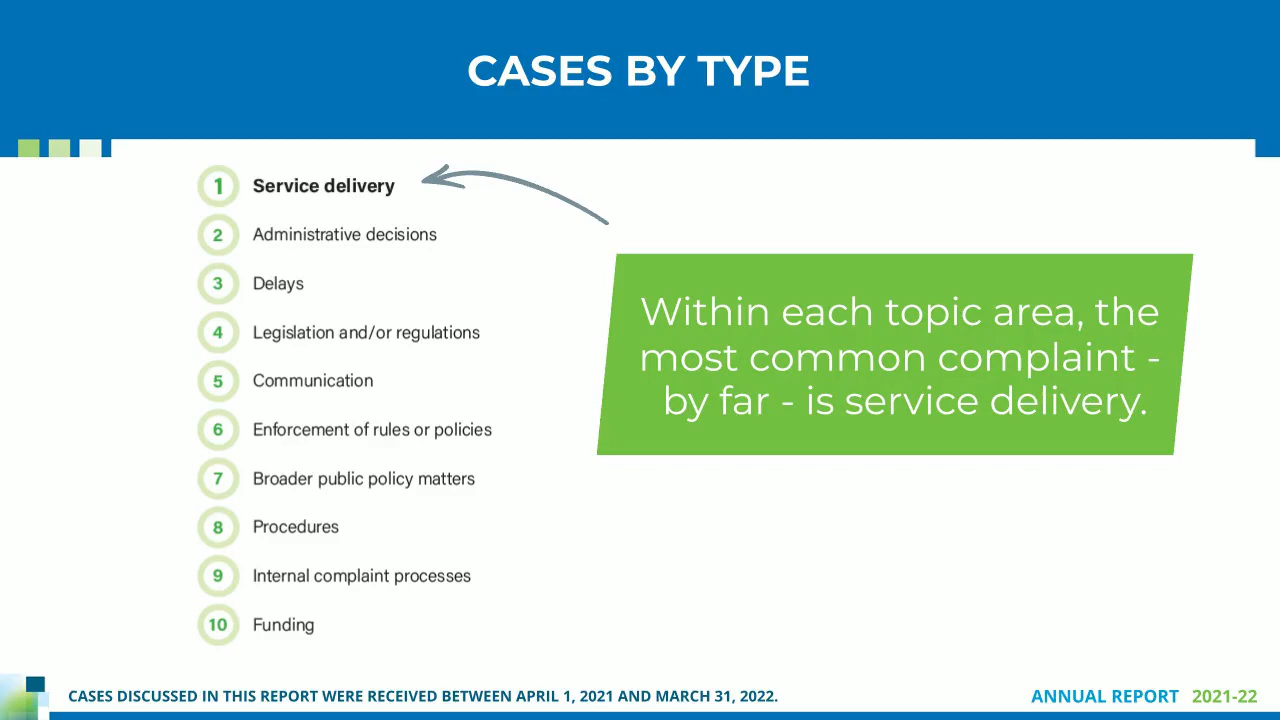 CASES BY TYPE
1 Service delivery
2 Administrative decisions
3 Delays
4 Legislation and/or regulations
5 Communication
6 Enforcement of rules or policies
7 Broader public policy matters
8 Procedures
9 Internal complaint processes
10 Funding
Within each topic area, the
most common complaint -
by far - is service delivery.
CASES DISCUSSED IN THIS REPORT WERE RECEIVED BETWEEN APRIL 1, 2021 AND MARCH 31, 2022.
ANNUAL REPORT 2021-22